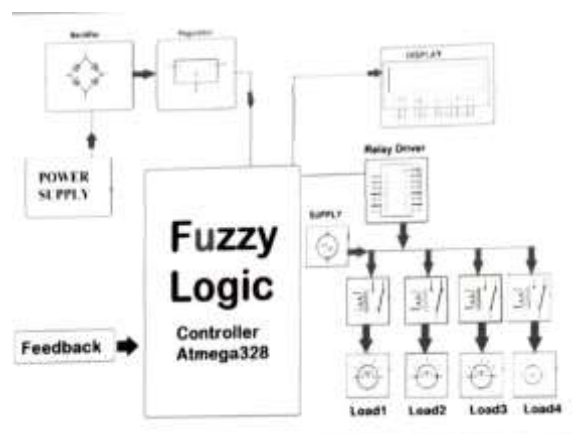 Rectifier
Regulator
DISPLAY
POWER
SUPPLY
Relay Driver
SUPPLY
Fuzzy
Logic
Controller
Atmega328
Feedback
Load1
Load2
Load3
Load4